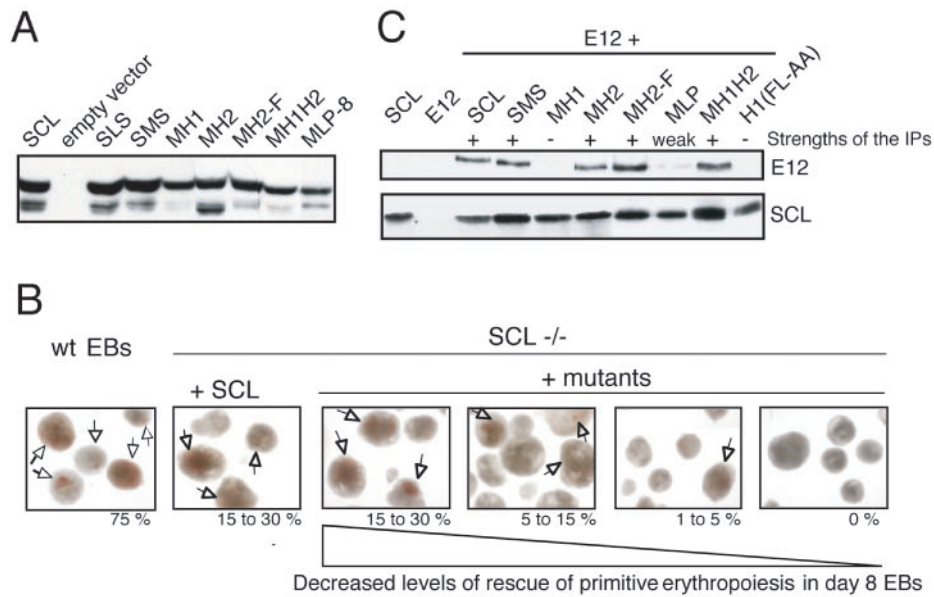 A
SCL
empty vector
SLS
SMS
MH1
MH2
MH2-F
MH1H2
MLP-8
C
E12 +
SCL
E12
SCL
SMS
MH1
MH2
MH2-F
MLP
MH1H2
H1(FL-AA)
+ + - + + weak + - Strengths of the IPs
E12
SCL
B
wt EBs
SCL -/-
+ SCL
+ mutants
75 % 15 to 30 % 15 to 30 % 5 to 15 % 1 to 5 % 0 %
Decreased levels of rescue of primitive erythropoiesis in day 8 EBs